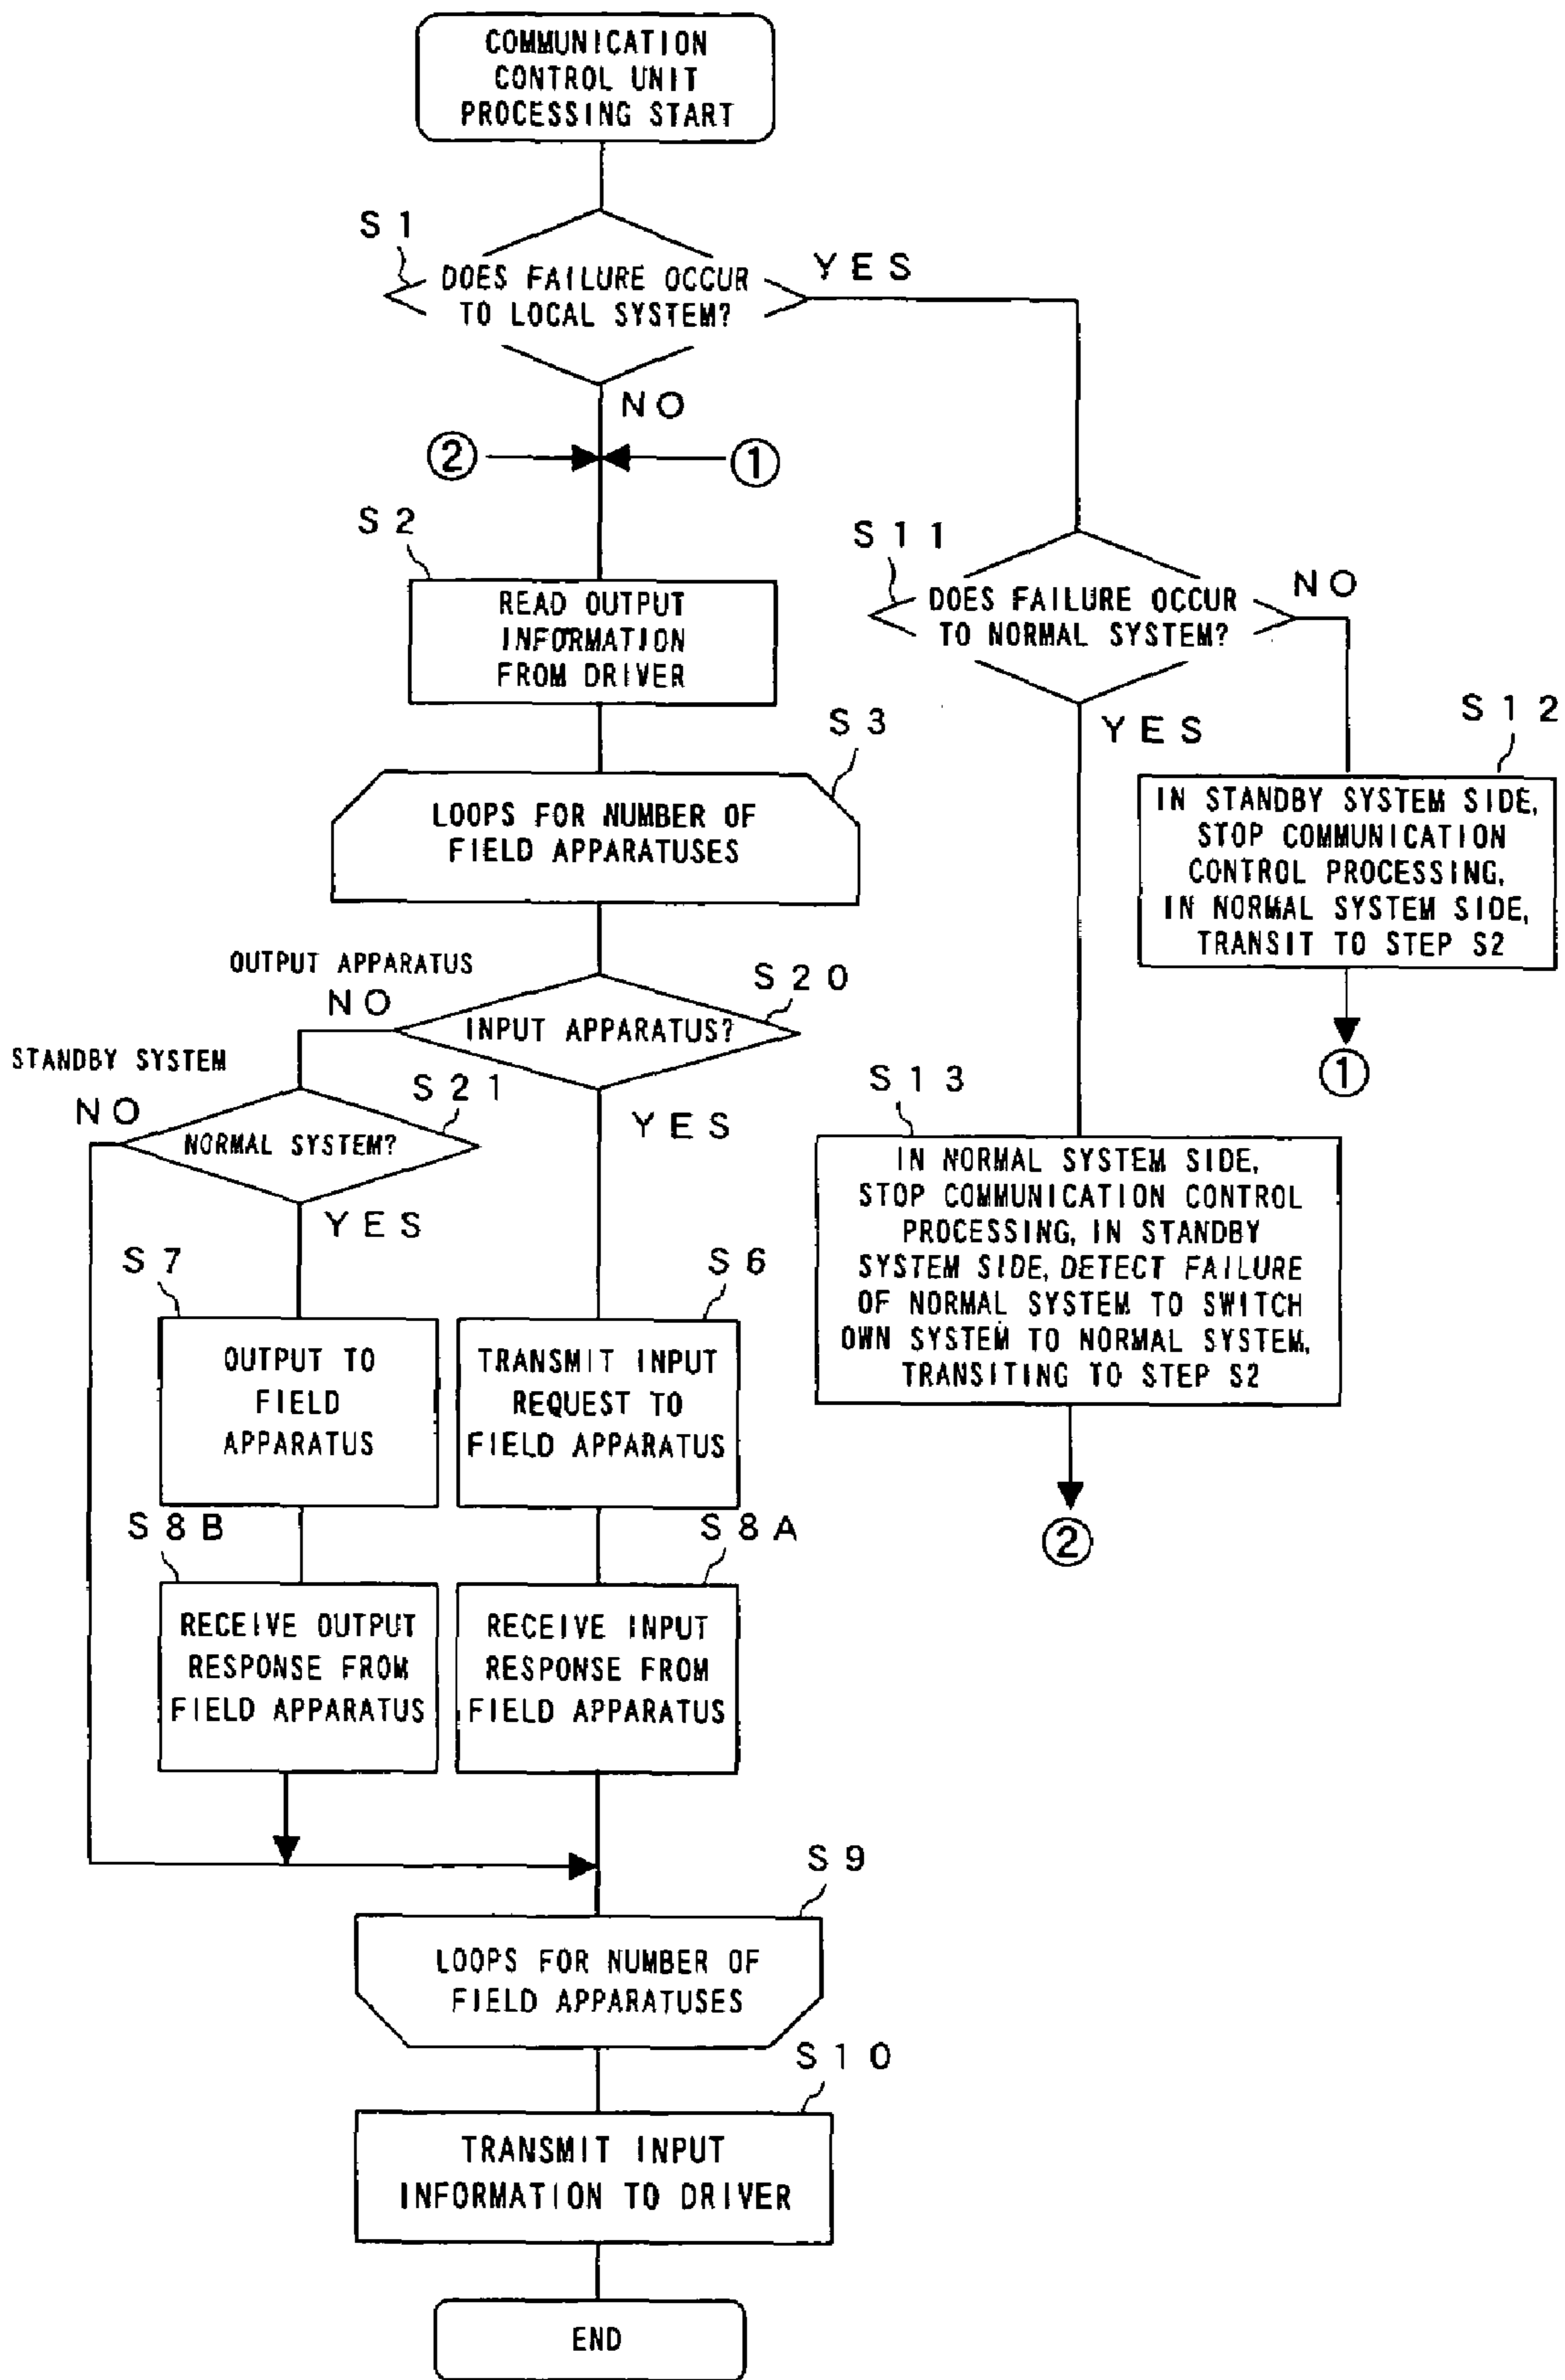 COMMUNICATION
CONTROL UNIT
PROCESSING START
S1
DOES FAILURE OCCUR
TO LOCAL SYSTEM?
YES
NO
②
①
S2
READ OUTPUT
INFORMATION
FROM DRIVER
S3
LOOPS FOR NUMBER OF
FIELD APPARATUSES
S11
DOES FAILURE OCCUR
TO NORMAL SYSTEM?
NO
YES
S12
IN STANDBY SYSTEM SIDE,
STOP COMMUNICATION
CONTROL PROCESSING,
IN NORMAL SYSTEM SIDE,
TRANSIT TO STEP S2
①
OUTPUT APPARATUS
NO
S20
INPUT APPARATUS?
YES
STANDBY SYSTEM
NO
S21
NORMAL SYSTEM?
YES
S13
IN NORMAL SYSTEM SIDE,
STOP COMMUNICATION CONTROL
PROCESSING, IN STANDBY
SYSTEM SIDE, DETECT FAILURE
OF NORMAL SYSTEM TO SWITCH
OWN SYSTEM TO NORMAL SYSTEM,
TRANSITING TO STEP S2
②
S7
OUTPUT TO
FIELD
APPARATUS
S6
TRANSMIT INPUT
REQUEST TO
FIELD APPARATUS
S8B
RECEIVE OUTPUT
RESPONSE FROM
FIELD APPARATUS
S8A
RECEIVE INPUT
RESPONSE FROM
FIELD APPARATUS
S9
LOOPS FOR NUMBER OF
FIELD APPARATUSES
S10
TRANSMIT INPUT
INFORMATION TO DRIVER
END